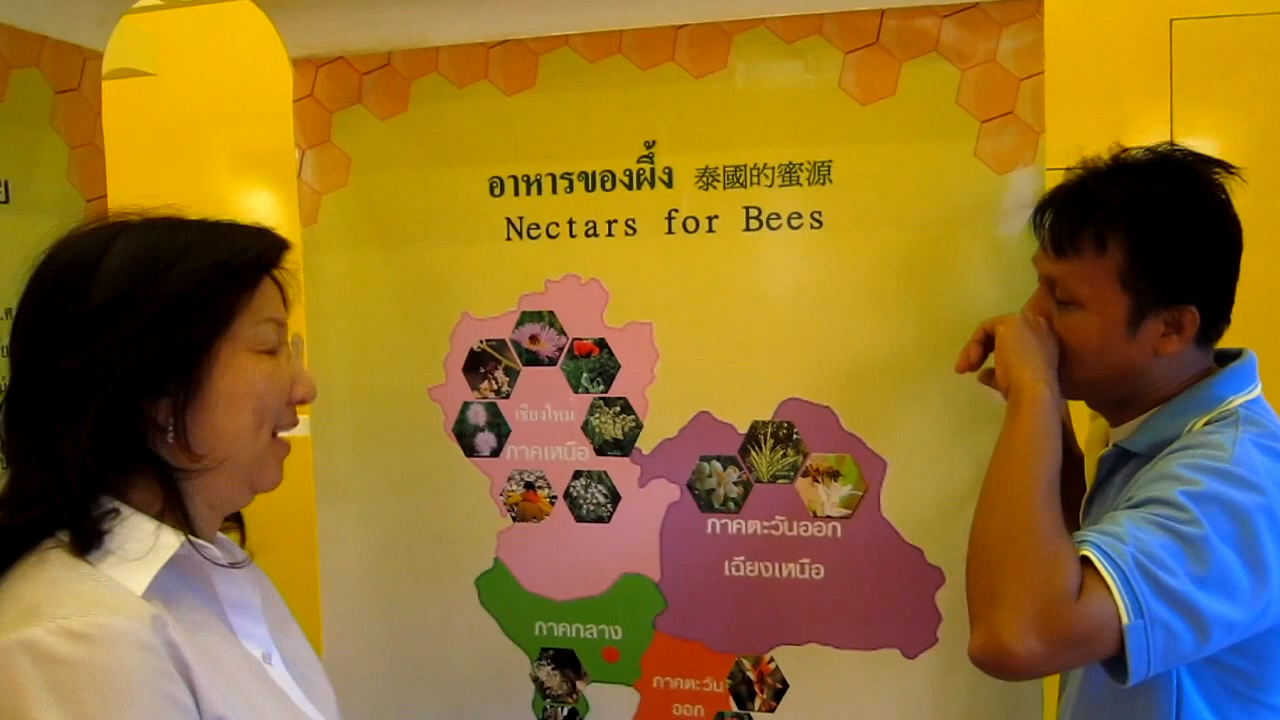 อาหารของผึ้ง 泰國的蜜源
Nectars for Bees
เชียงใหม่
ภาคเหนือ
ภาคตะวันออก
เฉียงเหนือ
ภาคกลาง
ภาคตะวัน
ออก